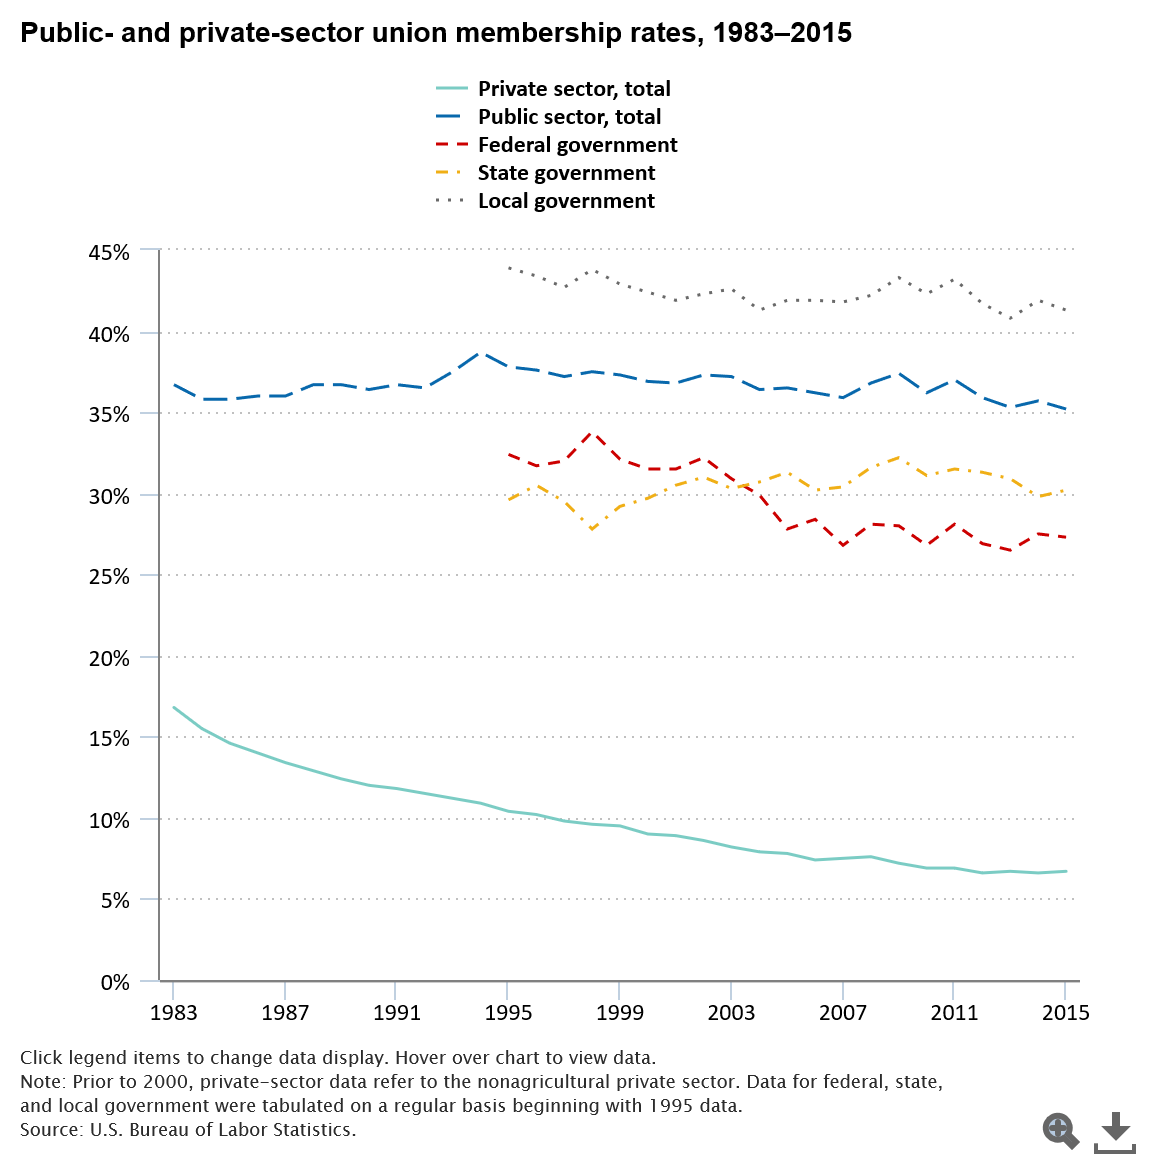 Public- and private-sector union membership rates, 1983–2015
Private sector, total
Public sector, total
Federal government
State government
Local government
45%
40%
35%
30%
25%
20%
15%
10%
5%
0%
1983 1987 1991 1995 1999 2003 2007 2011 2015
Click legend items to change data display. Hover over chart to view data.
Note: Prior to 2000, private-sector data refer to the nonagricultural private sector. Data for federal, state,
and local government were tabulated on a regular basis beginning with 1995 data.
Source: U.S. Bureau of Labor Statistics.